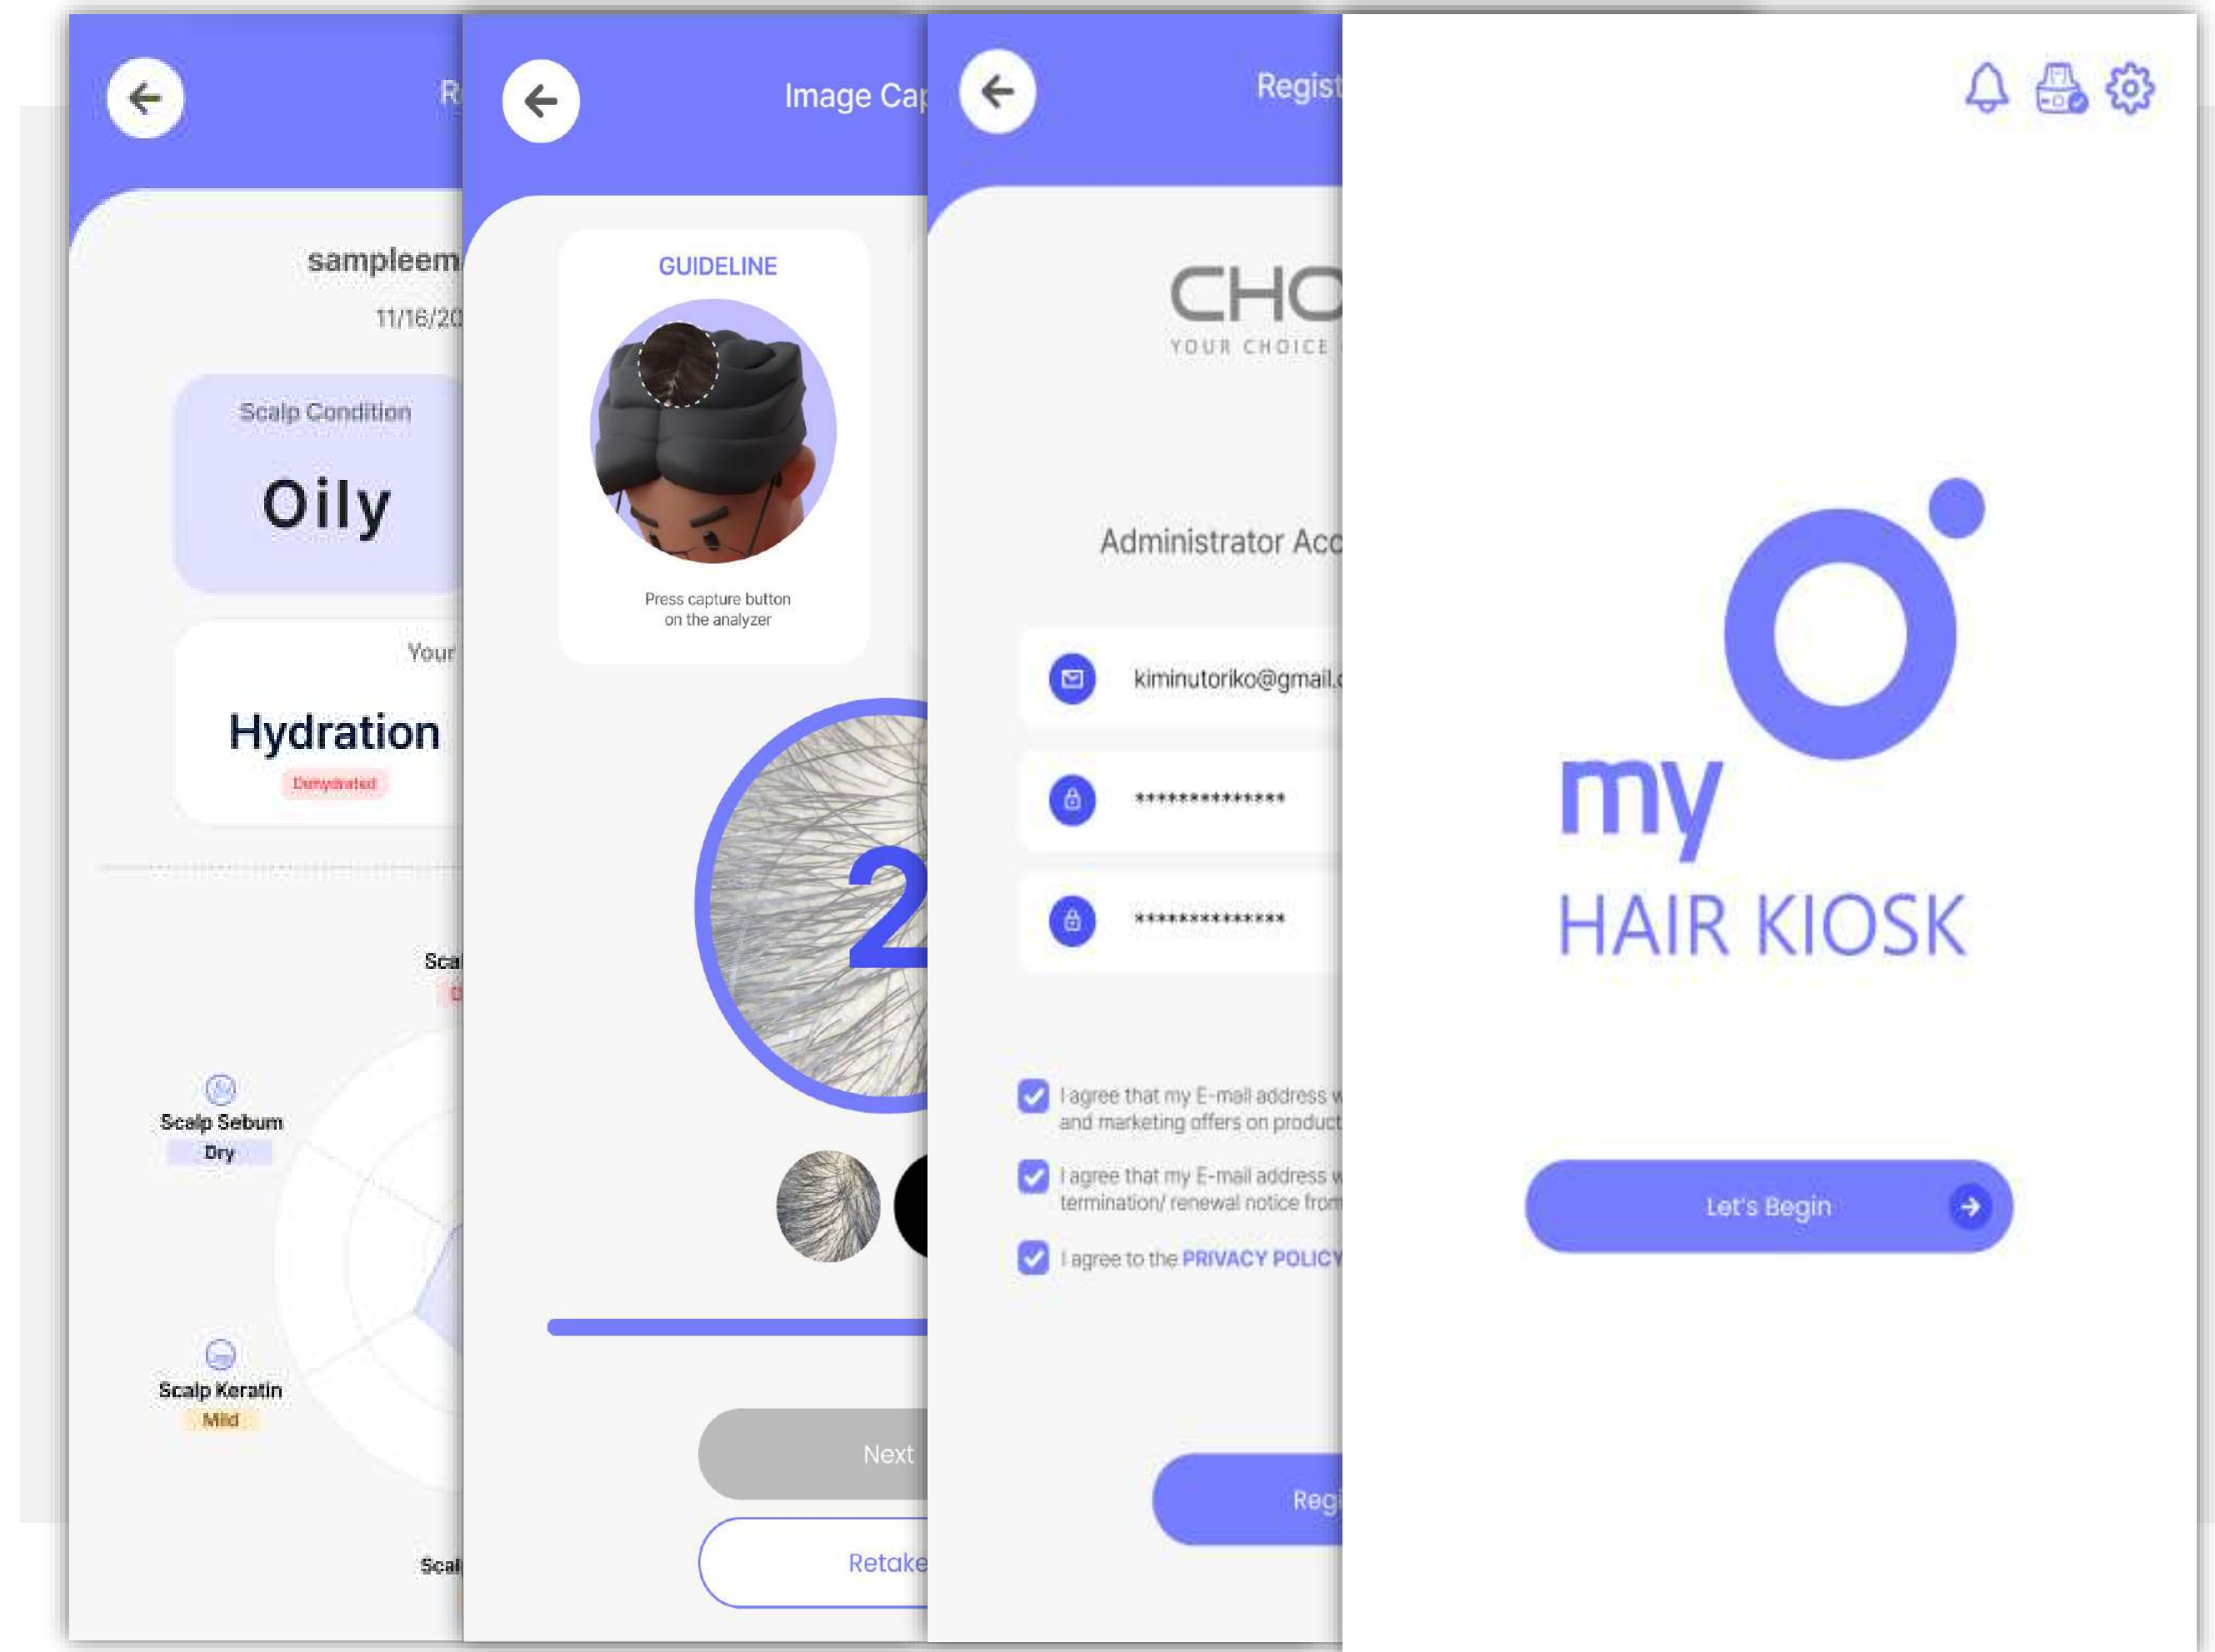 sampleem
11/16/20
Scalp Condition
Oily
Your
Hydration
Dehydrated
Scal
Scalp Sebum
Dry
Scalp Keratin
Mild
Scal
Image Cap
GUIDELINE
Press capture button
on the analyzer
2
Next
Retake
Regist
CHO
YOUR CHOICE
Administrator Acc
kiminutoriko@gmail.c
**************
**************
I agree that my E-mail address w
and marketing offers on product
I agree that my E-mail address w
termination/ renewal notice from
I agree to the PRIVACY POLICY
Regi
my
HAIR KIOSK
Let's Begin